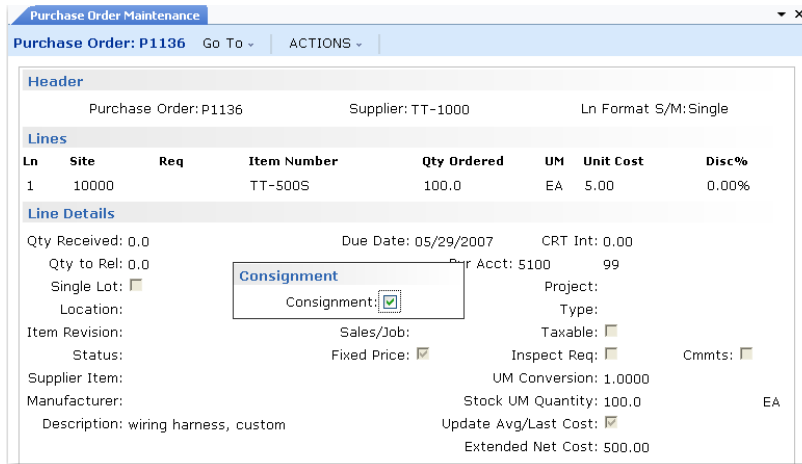 Purchase Order Maintenance
Purchase Order: P1136 Go To ACTIONS
Header
Purchase Order: P1136 Supplier: TT-1000 Ln Format S/M: Single
Lines
Ln Site Req Item Number Qty Ordered UM Unit Cost Disc%
1 10000 TT-500S 100.0 EA 5.00 0.00%
Line Details
Qty Received: 0.0 Due Date: 05/29/2007 CRT Int: 0.00
Qty to Rel: 0.0 Pur Acct: 5100 99
Consignment
Single Lot: Project:
Consignment:
Location: Type:
Item Revision: Sales/Job: Taxable:
Status: Fixed Price: Inspect Req: Cmmts:
Supplier Item: UM Conversion: 1.0000
Manufacturer: Stock UM Quantity: 100.0 EA
Description: wiring harness, custom Update Avg/Last Cost:
Extended Net Cost: 500.00